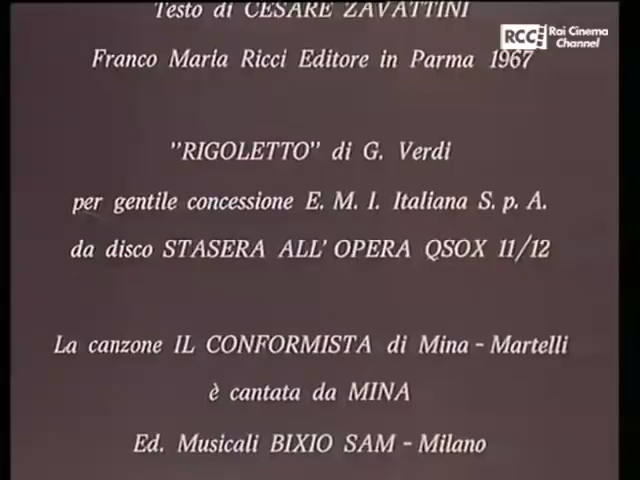 Testo di CESARE ZAVATTINI
RCC Rai Cinema
Channel
Franco Maria Ricci Editore in Parma 1967
"RIGOLETTO" di G. Verdi
per gentile concessione E. M. I. Italiana S. p. A.
da disco STASERA ALL' OPERA QSOX 11/12
La canzone IL CONFORMISTA di Mina - Martelli
è cantata da MINA
Ed. Musicali BIXIO SAM - Milano